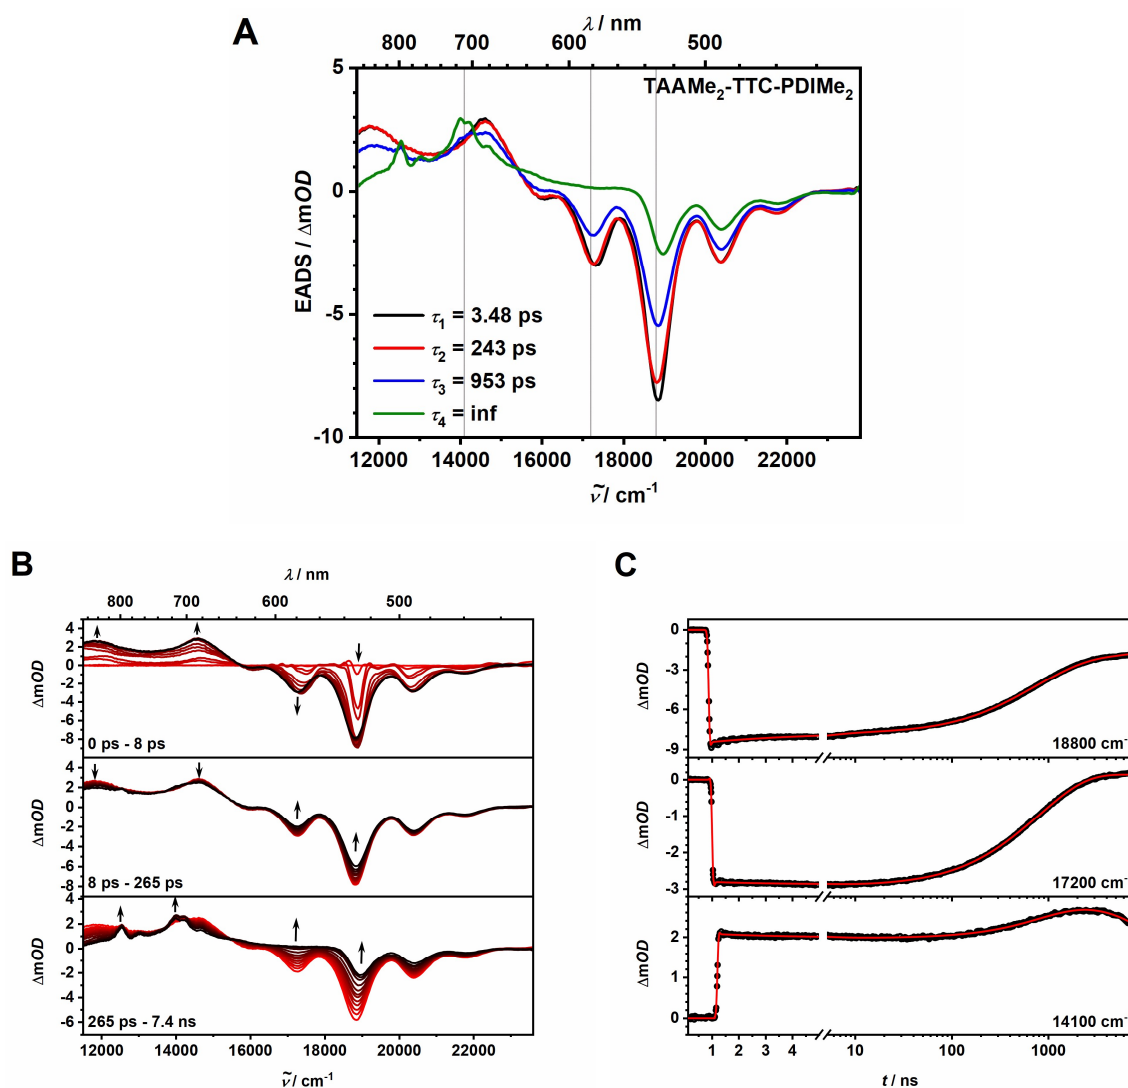 A
λ / nm
800 700 600 500
TAAMe2-TTC-PDIMe2
5
0
-5
-10
EADS / ΔmOD
τ1 = 3.48 ps
τ2 = 243 ps
τ3 = 953 ps
τ4 = inf
12000 14000 16000 18000 20000 22000
ν̃ / cm-1
B
λ / nm
800 700 600 500
4
2
0
-2
-4
-6
-8
ΔmOD
0 ps - 8 ps
4
2
0
-2
-4
-6
-8
ΔmOD
8 ps - 265 ps
4
2
0
-2
-4
-6
ΔmOD
265 ps - 7.4 ns
12000 14000 16000 18000 20000 22000
ν̃ / cm-1
C
0
-3
-6
-9
ΔmOD
18800 cm-1
0
-1
-2
-3
ΔmOD
17200 cm-1
2
1
0
ΔmOD
14100 cm-1
1 2 3 4 10 100 1000
t / ns